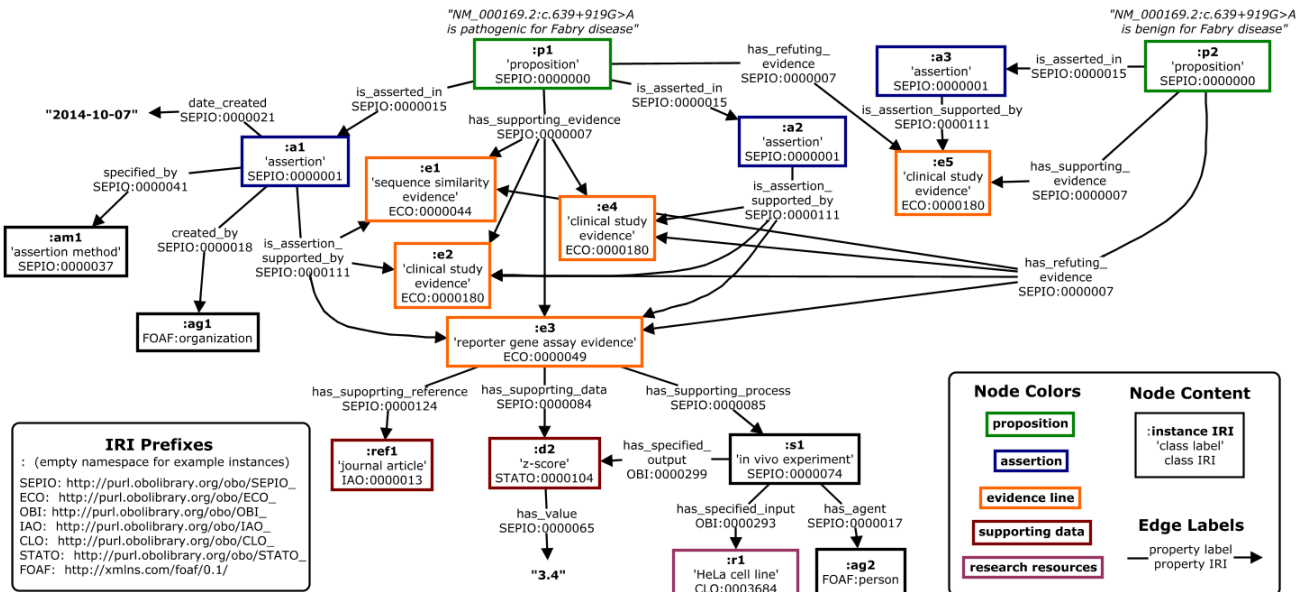 "NM_000169.2:c.639+919G>A
is pathogenic for Fabry disease"
"NM_000169.2:c.639+919G>A
is benign for Fabry disease"
:p1
'proposition'
SEPIO:0000000
has_refuting_
evidence
SEPIO:0000007
:a3
'assertion'
SEPIO:0000001
is_asserted_in
SEPIO:0000015
:p2
'proposition'
SEPIO:0000000
"2014-10-07"
date_created
SEPIO:0000021
is_asserted_in
SEPIO:0000015
is_asserted_in
SEPIO:0000015
has_supporting_evidence
SEPIO:0000007
is_assertion_supported_by
SEPIO:0000111
:a1
'assertion'
SEPIO:0000001
:a2
'assertion'
SEPIO:0000001
specified_by
SEPIO:0000041
:e1
'sequence similarity
evidence'
ECO:0000044
:e4
'clinical study
evidence'
ECO:0000180
is_assertion_
supported_by
SEPIO:0000111
:e5
'clinical study
evidence'
ECO:0000180
has_supporting_
evidence
SEPIO:0000007
:am1
'assertion method'
SEPIO:0000037
created_by
SEPIO:0000018
is_assertion_
supported_by
SEPIO:0000111
:e2
'clinical study
evidence'
ECO:0000180
has_refuting_
evidence
SEPIO:0000007
:ag1
FOAF:organization
:e3
'reporter gene assay evidence'
ECO:0000049
has_supoprting_reference
SEPIO:0000124
has_supoprting_data
SEPIO:0000084
has_supporting_process
SEPIO:0000085
:ref1
'journal article'
IAO:0000013
:d2
'z-score'
STATO:0000104
has_specified_
output
OBI:0000299
:s1
'in vivo experiment'
SEPIO:0000074
has_value
SEPIO:0000065
has_specified_input
OBI:0000293
has_agent
SEPIO:0000017
"3.4"
:r1
'HeLa cell line'
CLO:0003684
:ag2
FOAF:person
IRI Prefixes
: (empty namespace for example instances)
SEPIO: http://purl.obolibrary.org/obo/SEPIO_
ECO: http://purl.obolibrary.org/obo/ECO_
OBI: http://purl.obolibrary.org/obo/OBI_
IAO: http://purl.obolibrary.org/obo/IAO_
CLO: http://purl.obolibrary.org/obo/CLO_
STATO: http://purl.obolibrary.org/obo/STATO_
FOAF: http://xmlns.com/foaf/0.1/
Node Colors
proposition
assertion
evidence line
supporting data
research resources
Node Content
:instance IRI
'class label'
class IRI
Edge Labels
property label
property IRI